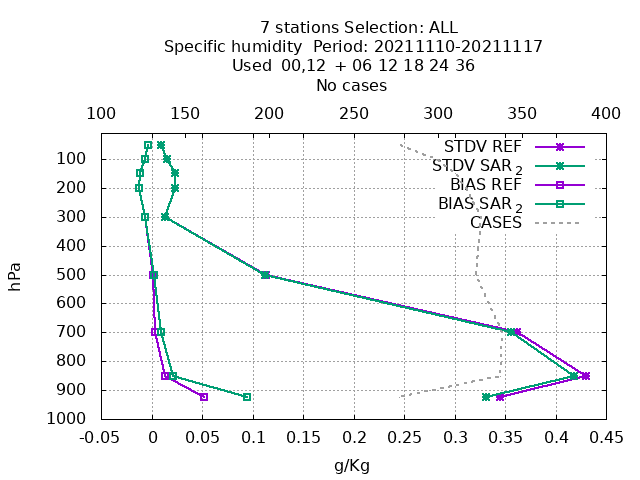 7 stations Selection: ALL
Specific humidity  Period: 20211110-20211117
Used  00,12  + 06 12 18 24 36
No cases
100 150 200 250 300 350 400
STDV REF
STDV SAR 2
BIAS REF
BIAS SAR 2
CASES
100
200
300
400
500
600
700
800
900
1000
hPa
-0.05 0 0.05 0.1 0.15 0.2 0.25 0.3 0.35 0.4 0.45
g/Kg